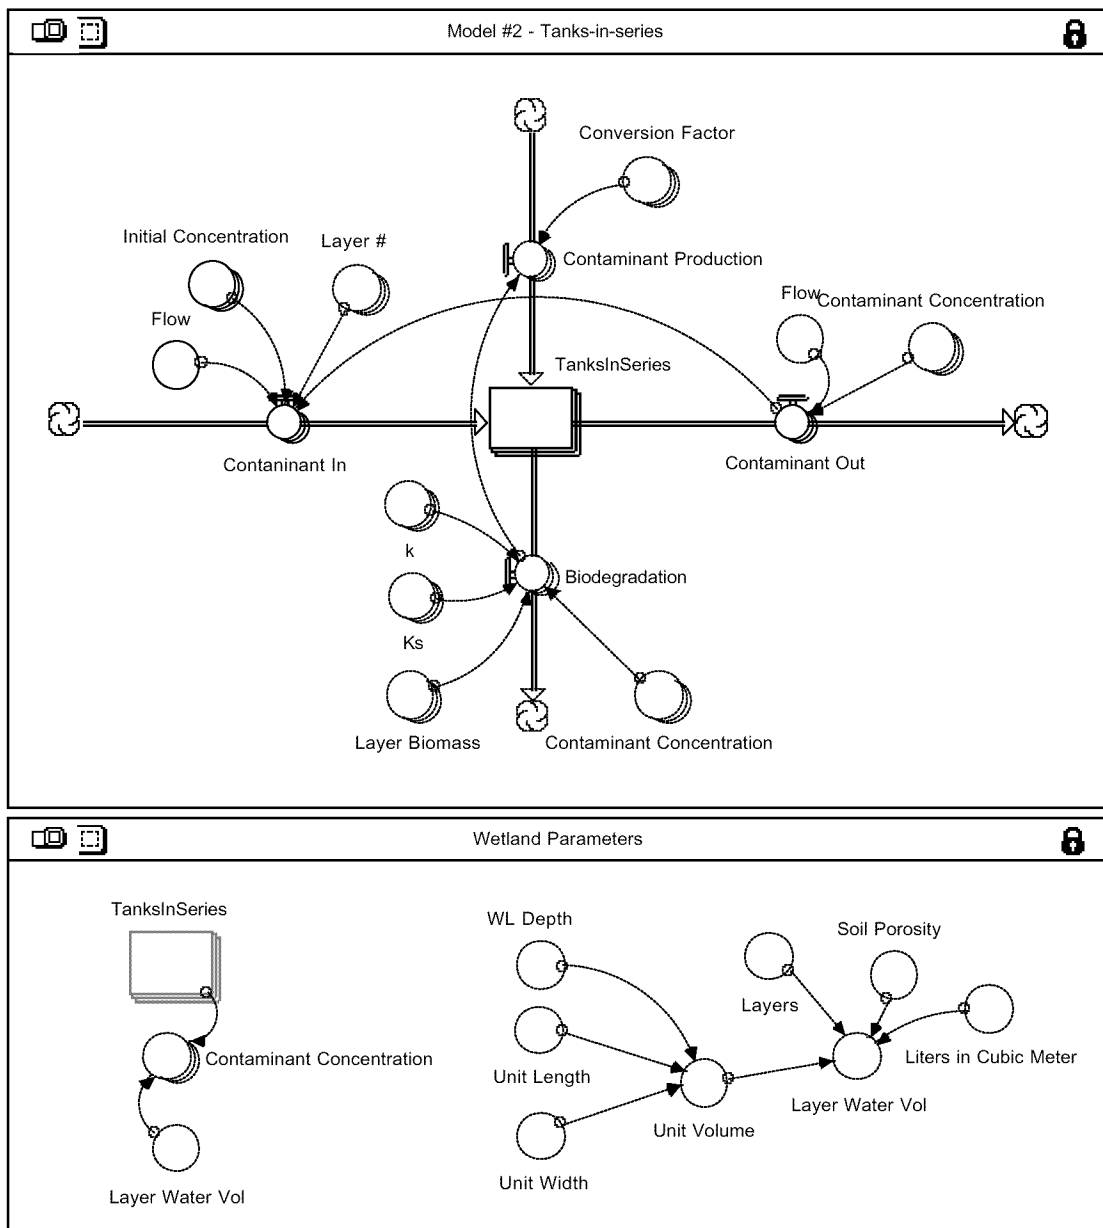 Model #2 - Tanks-in-series
Conversion Factor
Initial Concentration
Layer #
Contaminant Production
Flow
Flow
Contaminant Concentration
TanksInSeries
Contaninant In
Contaminant Out
k
Biodegradation
Ks
Layer Biomass
Contaminant Concentration
Wetland Parameters
TanksInSeries
WL Depth
Soil Porosity
Layers
Contaminant Concentration
Liters in Cubic Meter
Unit Length
Layer Water Vol
Unit Volume
Unit Width
Layer Water Vol